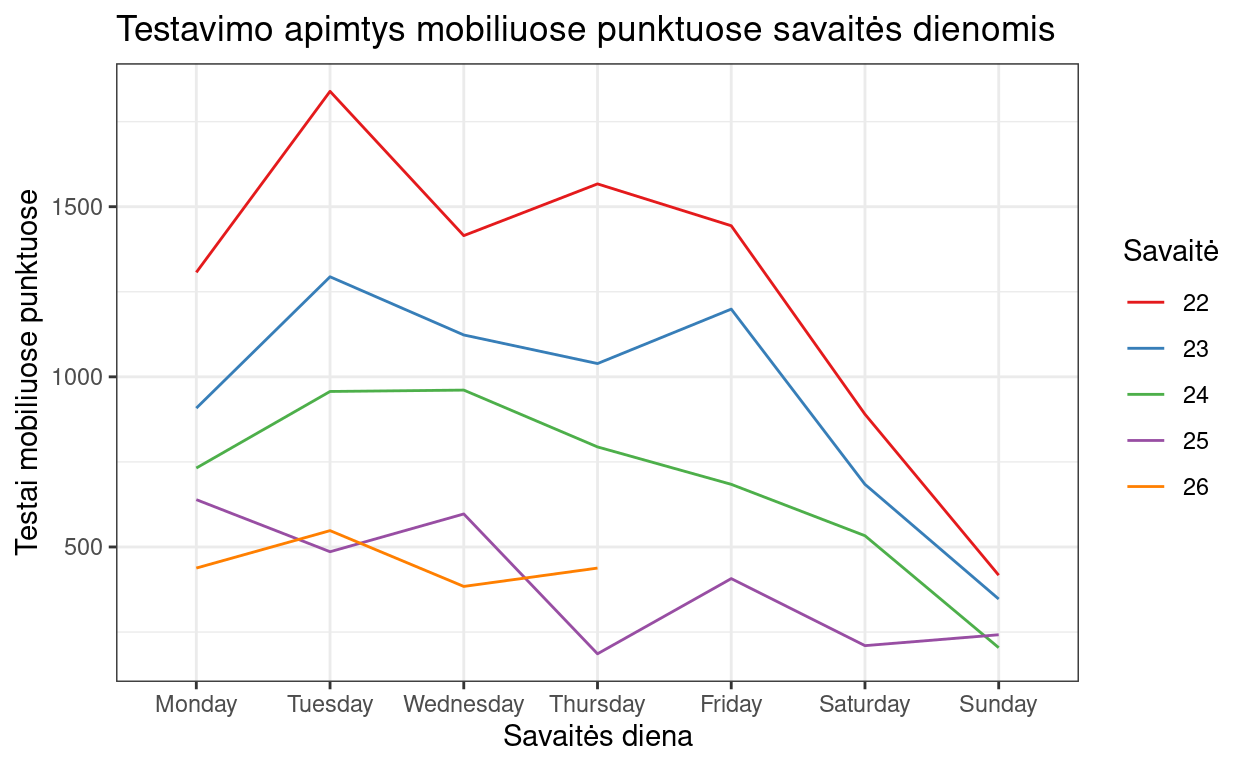 Testavimo apimtys mobiliuose punktuose savaitės dienomis
Testai mobiliuose punktuose
1500
1000
500
Monday Tuesday Wednesday Thursday Friday Saturday Sunday
Savaitės diena
Savaitė
22
23
24
25
26